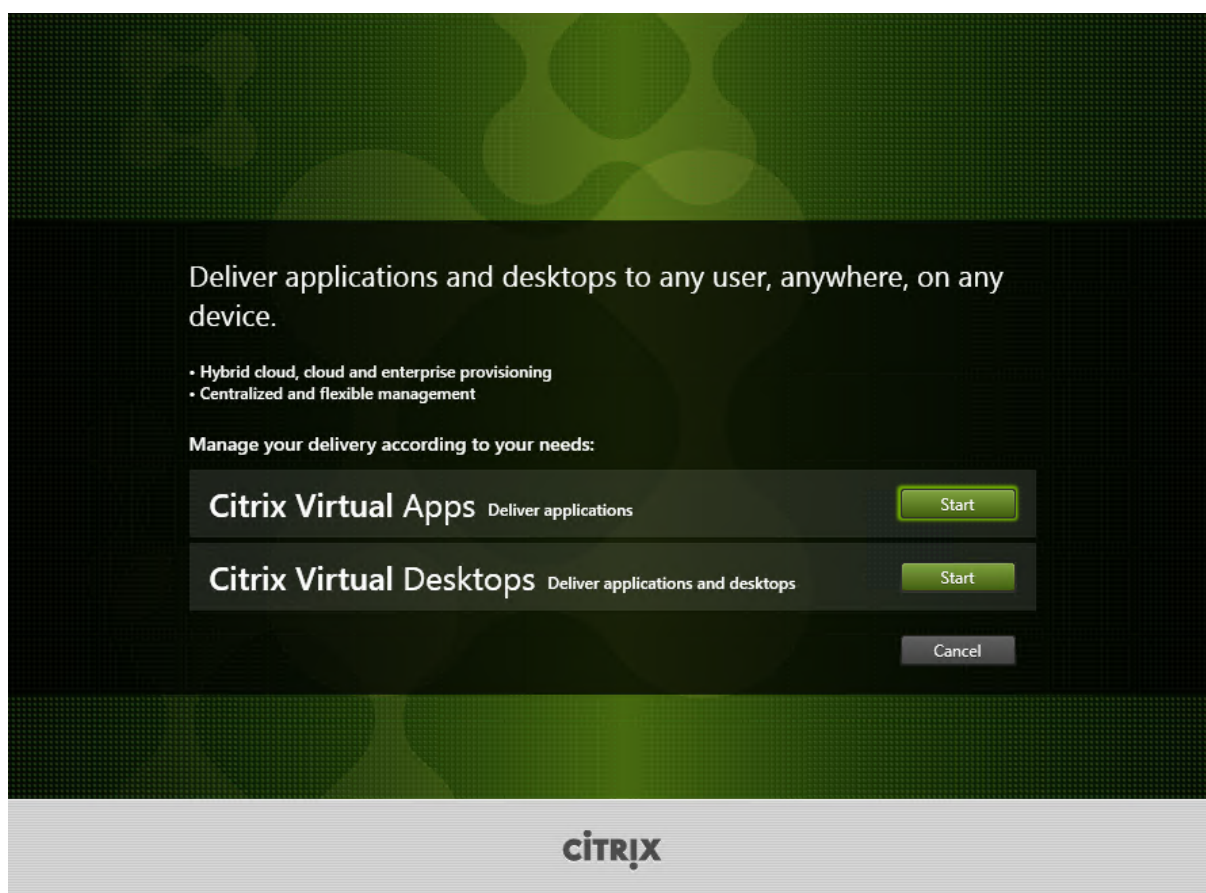 Deliver applications and desktops to any user, anywhere, on any
device.
• Hybrid cloud, cloud and enterprise provisioning
• Centralized and flexible management
Manage your delivery according to your needs:
Citrix Virtual Apps Deliver applications Start
Citrix Virtual Desktops Deliver applications and desktops Start
Cancel
CİTRỊX